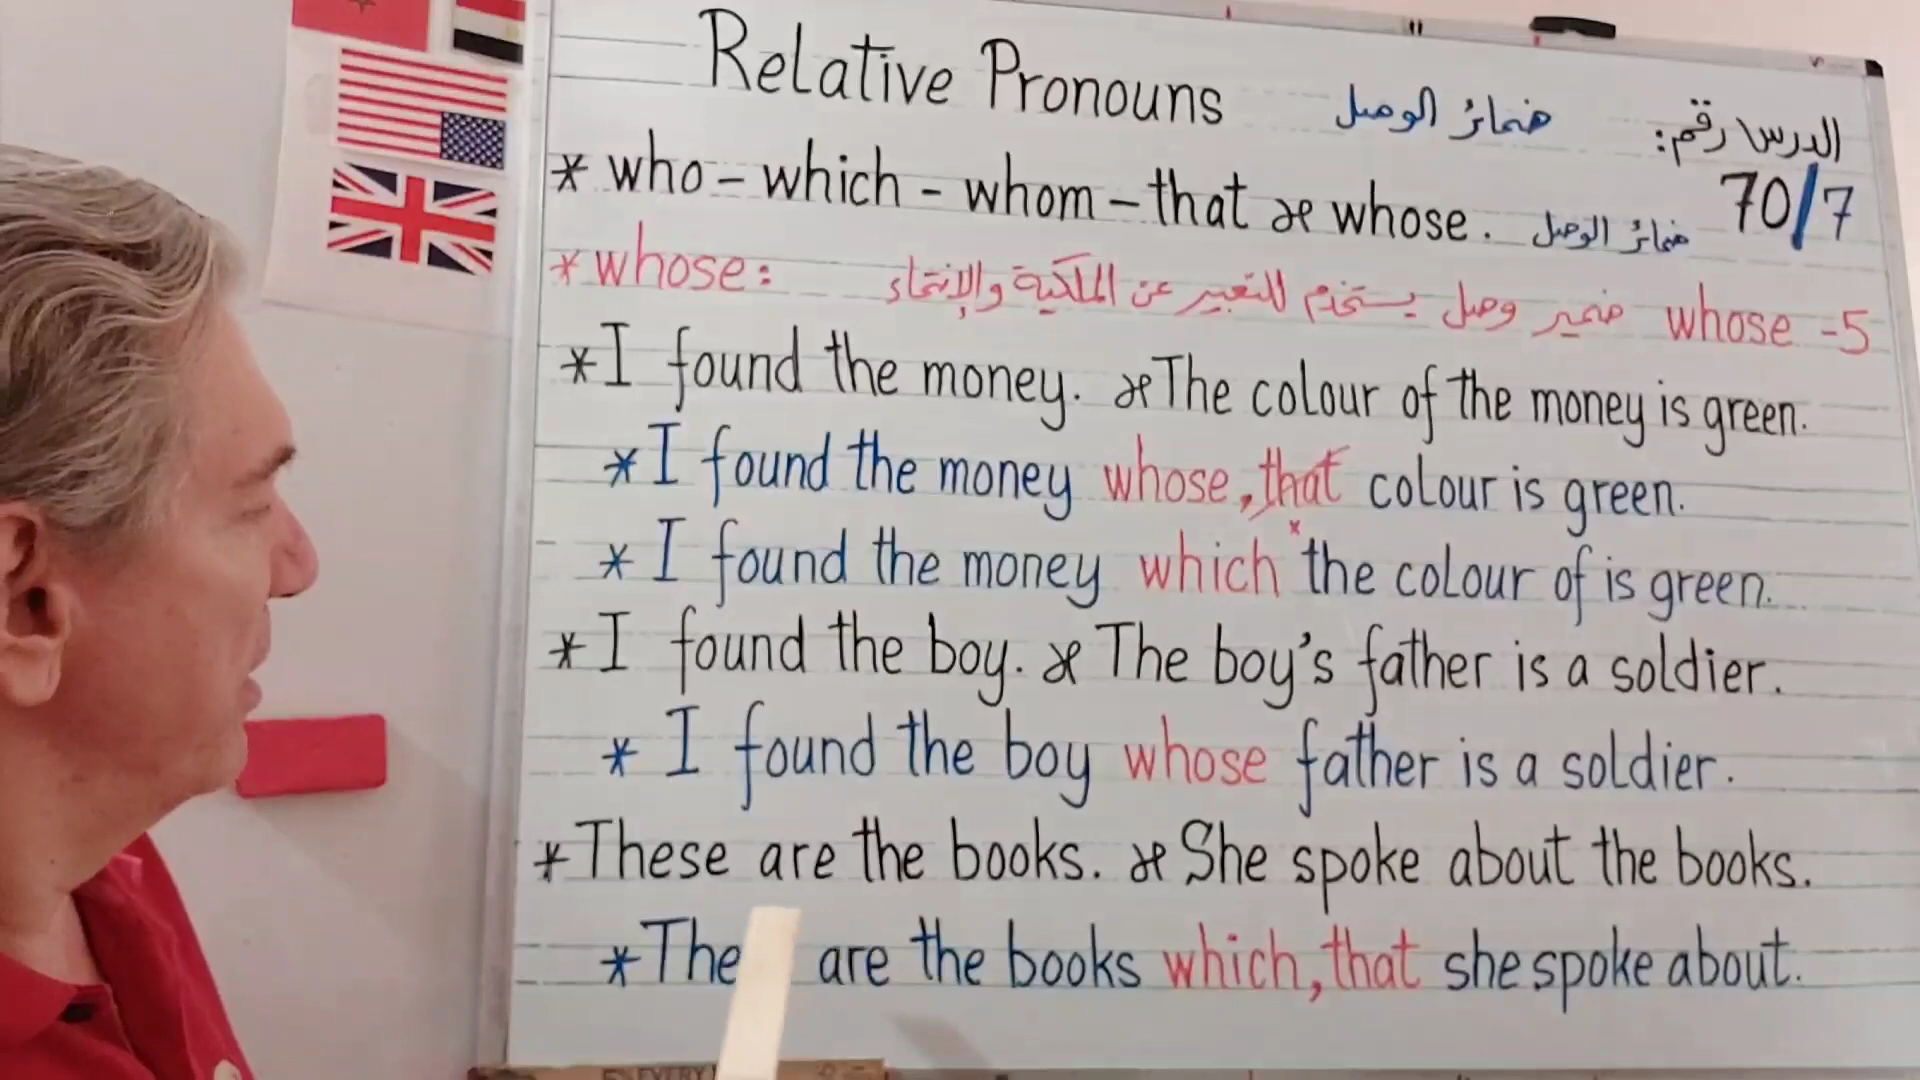 Relative Pronouns ضمائر الوصل الدرس رقم:
* who - which - whom - that & whose. ضمائر الوصل 70/7
* whose: 5- whose ضمير وصل يستخدم للتعبير عن الملكية والإنتماء
* I found the money. & The colour of the money is green.
* I found the money whose, that colour is green.
* I found the money which the colour of is green.
* I found the boy. & The boy's father is a soldier.
* I found the boy whose father is a soldier.
* These are the books. & She spoke about the books.
* The are the books which, that she spoke about.